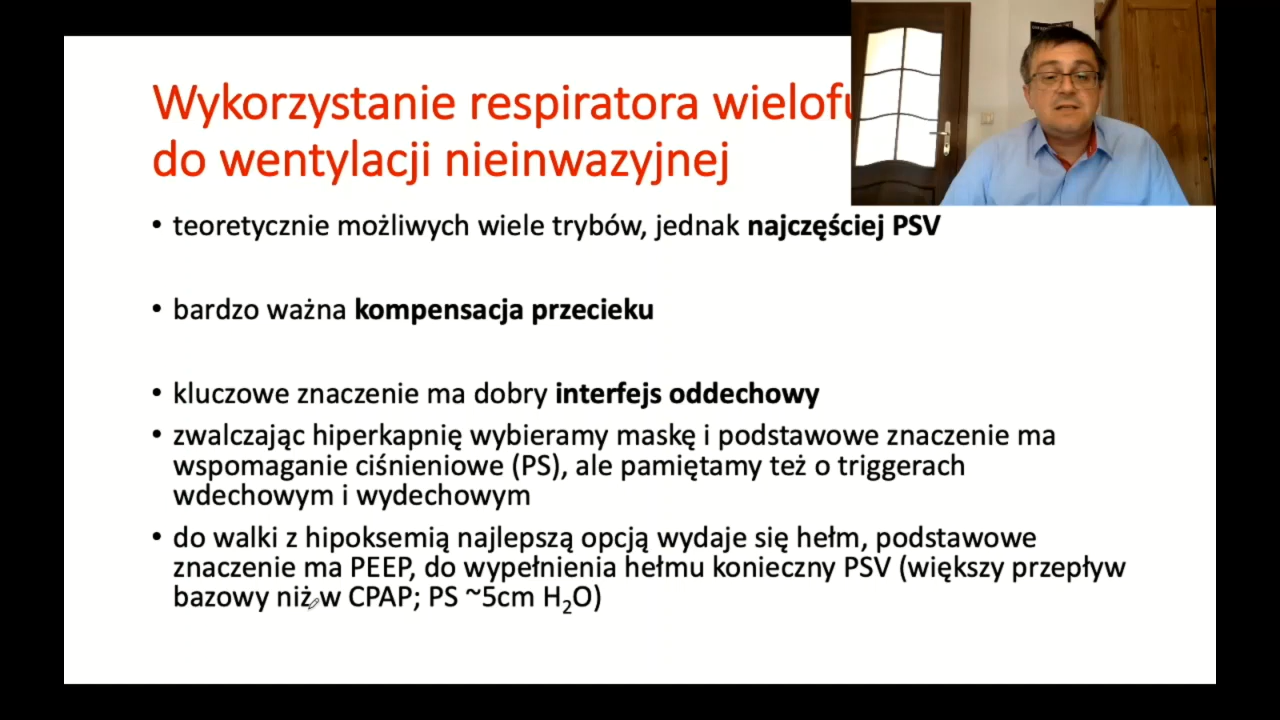 Wykorzystanie respiratora
do wentylacji nieinwazyjnej
• teoretycznie możliwych wiele trybów, jednak najczęściej PSV
• bardzo ważna kompensacja przecieku
• kluczowe znaczenie ma dobry interfejs oddechowy
• zwalczając hiperkapnię wybieramy maskę i podstawowe znaczenie ma
wspomaganie ciśnieniowe (PS), ale pamiętamy też o triggerach
wdechowym i wydechowym
• do walki z hipoksemią najlepszą opcją wydaje się hełm, podstawowe
znaczenie ma PEEP, do wypełnienia hełmu konieczny PSV (większy przepływ
bazowy niż w CPAP; PS ~5cm H₂O)